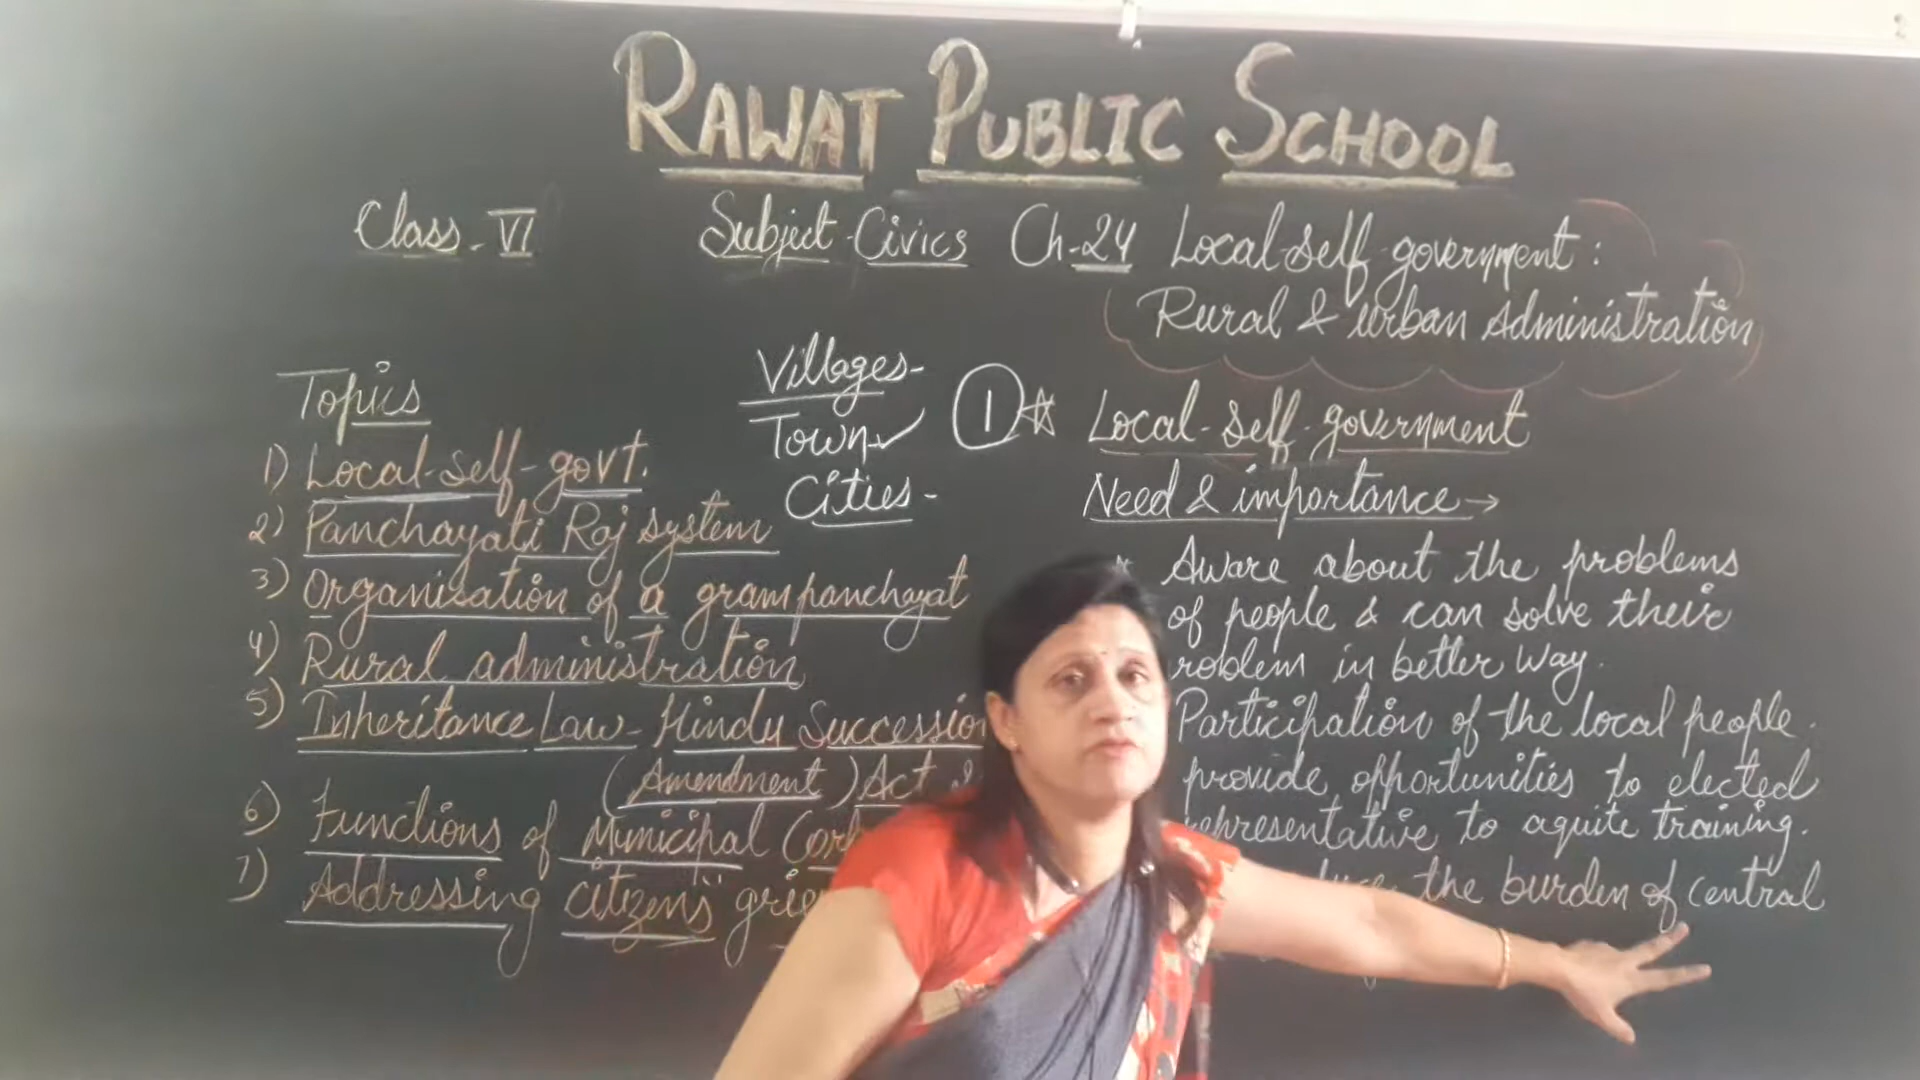 RAWAT PUBLIC SCHOOL
Class - VI
Subject - Civics Ch-24 Local self government :
Rural & urban administration
Topics
1) Local-self-govt.
2) Panchayati Raj system
3) Organisation of a gram panchayat
4) Rural administration
5) Inheritance Law - Hindu Succession
(Amendment) Act
6) Functions of Municipal
7) Addressing citizens
Villages-
Town
Cities -
1 Local-self-government
Need & importance →
* Aware about the problems
of people & can solve their
in better way.
Participation of the local people.
provide opportunities to elected
to aquite training.
the burden of central